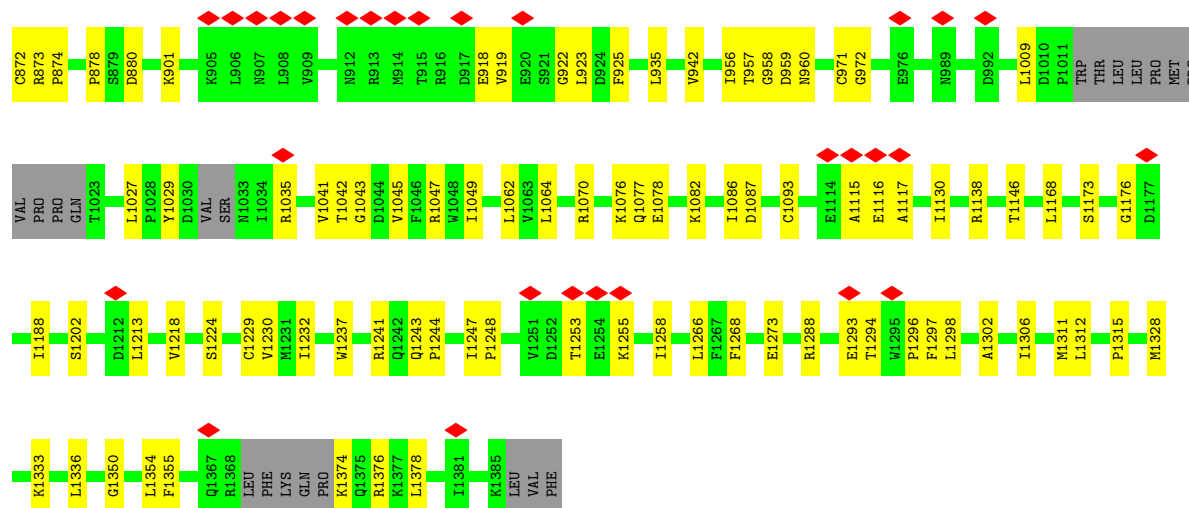 C872 R873 P874 P878 S879 D880 K901 K905 L906 N907 L908 V909 N912 R913 M914 T915 R916 D917 E918 V919 E920 S921 G922 L923 D924 F925 L935 V942 I956 T957 G958 D959 N960 C971 G972 E976 N989 D992 L1009 D1010 P1011 TRP THR LEU LEU PRO MET
VAL PRO PRO GLN T1023 L1027 P1028 Y1029 D1030 VAL SER N1033 I1034 R1035 V1041 T1042 G1043 D1044 V1045 F1046 R1047 W1048 I1049 L1062 V1063 L1064 R1070 K1076 Q1077 E1078 K1082 I1086 D1087 C1093 E1114 A1115 E1116 A1117 I1130 R1138 T1146 L1168 S1173 G1176 D1177
I1188 S1202 D1212 L1213 V1218 S1224 C1229 V1230 M1231 I1232 W1237 R1241 Q1242 Q1243 P1244 I1247 P1248 V1251 D1252 T1253 E1254 K1255 I1258 L1266 F1267 F1268 E1273 R1288 E1293 T1294 W1295 P1296 F1297 L1298 A1302 I1306 M1311 L1312 P1315 M1328
K1333 L1336 G1350 L1354 F1355 Q1367 R1368 LEU PHE LYS GLN PRO K1374 Q1375 R1376 K1377 L1378 I1381 K1385 LEU VAL PHE